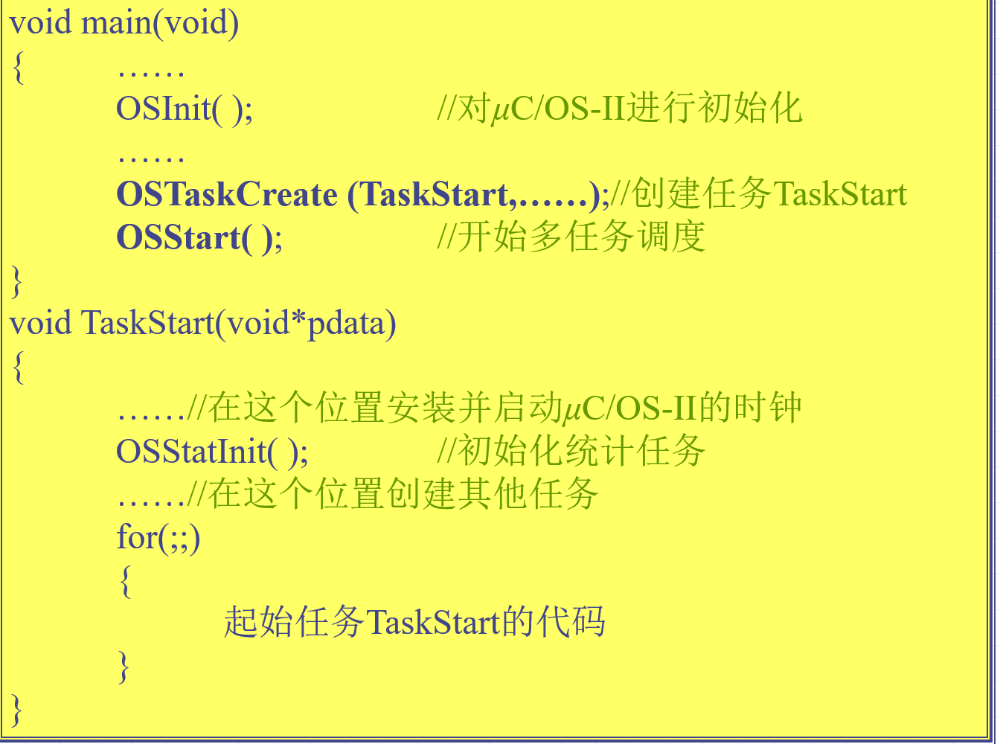 void main(void)
{ ……
OSInit( ); //对μC/OS-II进行初始化
……
OSTaskCreate (TaskStart,……);//创建任务TaskStart
OSStart( ); //开始多任务调度
}
void TaskStart(void*pdata)
{
……//在这个位置安装并启动μC/OS-II的时钟
OSStatInit( ); //初始化统计任务
……//在这个位置创建其他任务
for(;;)
{
起始任务TaskStart的代码
}
}